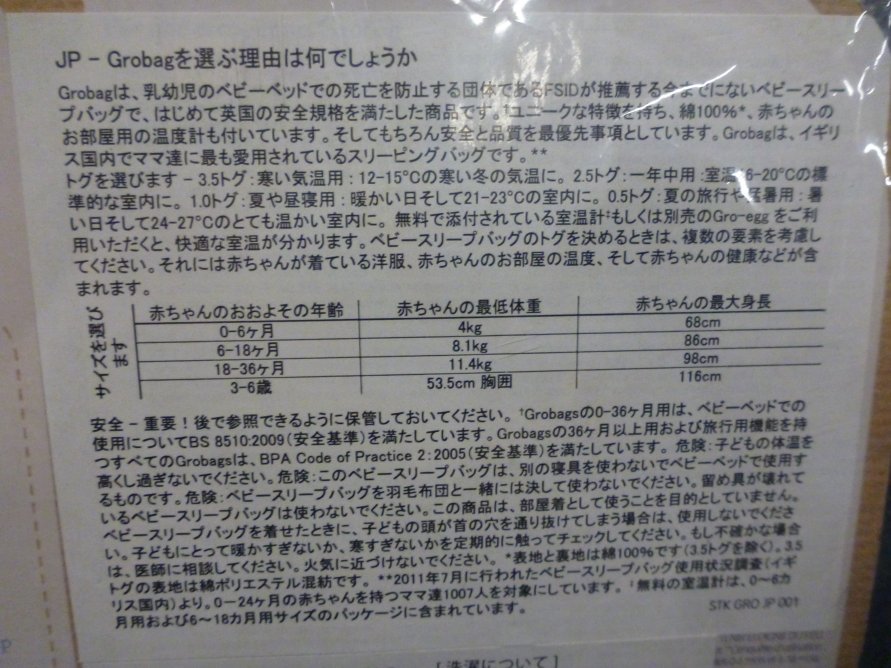 JP - Grobagを選ぶ理由は何でしょうか
Grobagは、乳幼児のベビーベッドでの死亡を防止する団体であるFSIDが推薦する今までにないベビースリー
プバッグで、はじめて英国の安全規格を満たした商品です。†ユニークな特徴を持ち、綿100%*、赤ちゃんの
お部屋用の温度計も付いています。そしてもちろん安全と品質を最優先事項としています。Grobagは、イギリ
ス国内でママ達に最も愛用されているスリーピングバッグです。**
トグを選びます - 3.5トグ:寒い気温用:12-15°Cの寒い冬の気温に。 2.5トグ:一年中用:室温 6-20°Cの標
準的な室内に。 1.0トグ:夏や昼寝用:暖かい日そして21-23°Cの室内に。 0.5トグ:夏の旅行や猛暑用:暑
い日そして24-27°Cのとても温かい室内に。 無料で添付されている室温計‡もしくは別売のGro-egg をご利
用いただくと、快適な室温が分かります。ベビースリープバッグのトグを決めるときは、複数の要素を考慮し
てください。それには赤ちゃんが着ている洋服、赤ちゃんのお部屋の温度、そして赤ちゃんの健康などが含
まれます。
サイズを選び
ます
赤ちゃんのおおよその年齢 赤ちゃんの最低体重 赤ちゃんの最大身長
0-6ヶ月 4kg 68cm
6-18ヶ月 8.1kg 86cm
18-36ヶ月 11.4kg 98cm
3-6歳 53.5cm 胸囲 116cm
安全 - 重要！後で参照できるように保管しておいてください。 †Grobagsの0-36ヶ月用は、ベビーベッドでの
使用についてBS 8510:2009(安全基準)を満たしています。Grobagsの36ヶ月以上用および旅行用機能を持
つすべてのGrobagsは、BPA Code of Practice 2:2005(安全基準)を満たしています。 危険:子どもの体温を
高くし過ぎないでください。危険:このベビースリープバッグは、別の寝具を使わないでベビーベッドで使用す
るものです。危険:ベビースリープバッグを羽毛布団と一緒には決して使わないでください。留め具が壊れて
いるベビースリープバッグは使わないでください。この商品は、部屋着として使うことを目的としていません。
ベビースリープバッグを着せたときに、子どもの頭が首の穴を通り抜けてしまう場合は、使用しないでくださ
い。子どもにとって暖かすぎないか、寒すぎないかを定期的に触ってチェックしてください。もし不確かな場合
は、医師に相談してください。火気に近づけないでください。 *表地と裏地は綿100%です(3.5トグを除く)。3.5
トグの表地は綿ポリエステル混紡です。 **2011年7月に行われたベビースリープバッグ使用状況調査(イギ
リス国内)より。0-24ヶ月の赤ちゃんを持つママ達1007人を対象にしています。 ‡無料の室温計は、0～6カ
月用および6～18カ月用サイズのパッケージに含まれています。
STK GRO JP 001
[洗濯について]